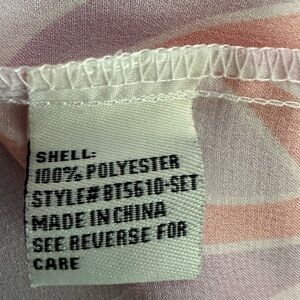 SHELL:
100% POLYESTER
STYLE# BT5610-SET
MADE IN CHINA
SEE REVERSE FOR
CARE